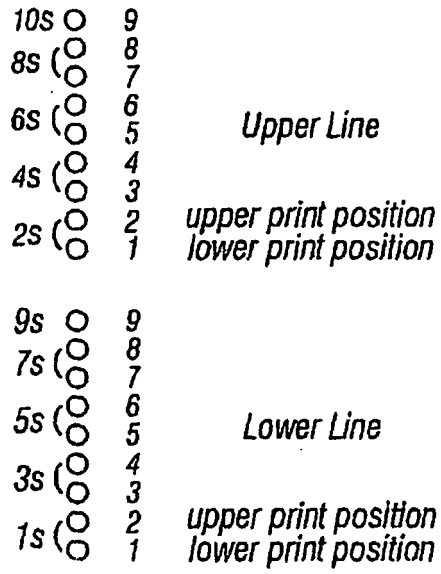 10s 9
8s ( 8
7
6s ( 6
5 Upper Line
4s ( 4
3
2s ( 2 upper print position
1 lower print position
9s 9
7s ( 8
7
5s ( 6
5 Lower Line
3s ( 4
3
1s ( 2 upper print position
1 lower print position